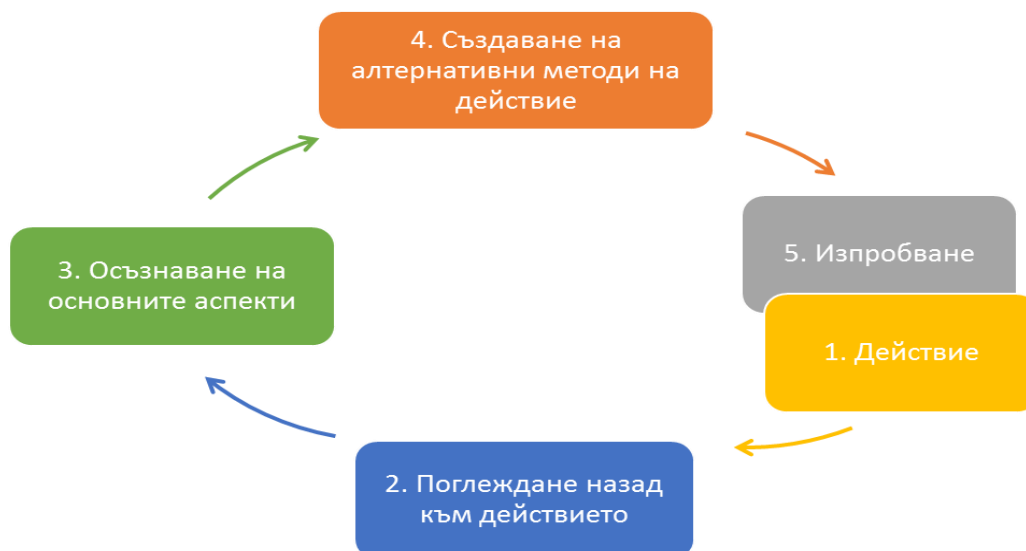 4. Създаване на
алтернативни методи на
действие
5. Изпробване
3. Осъзнаване на
основните аспекти
1. Действие
2. Поглеждане назад
към действието